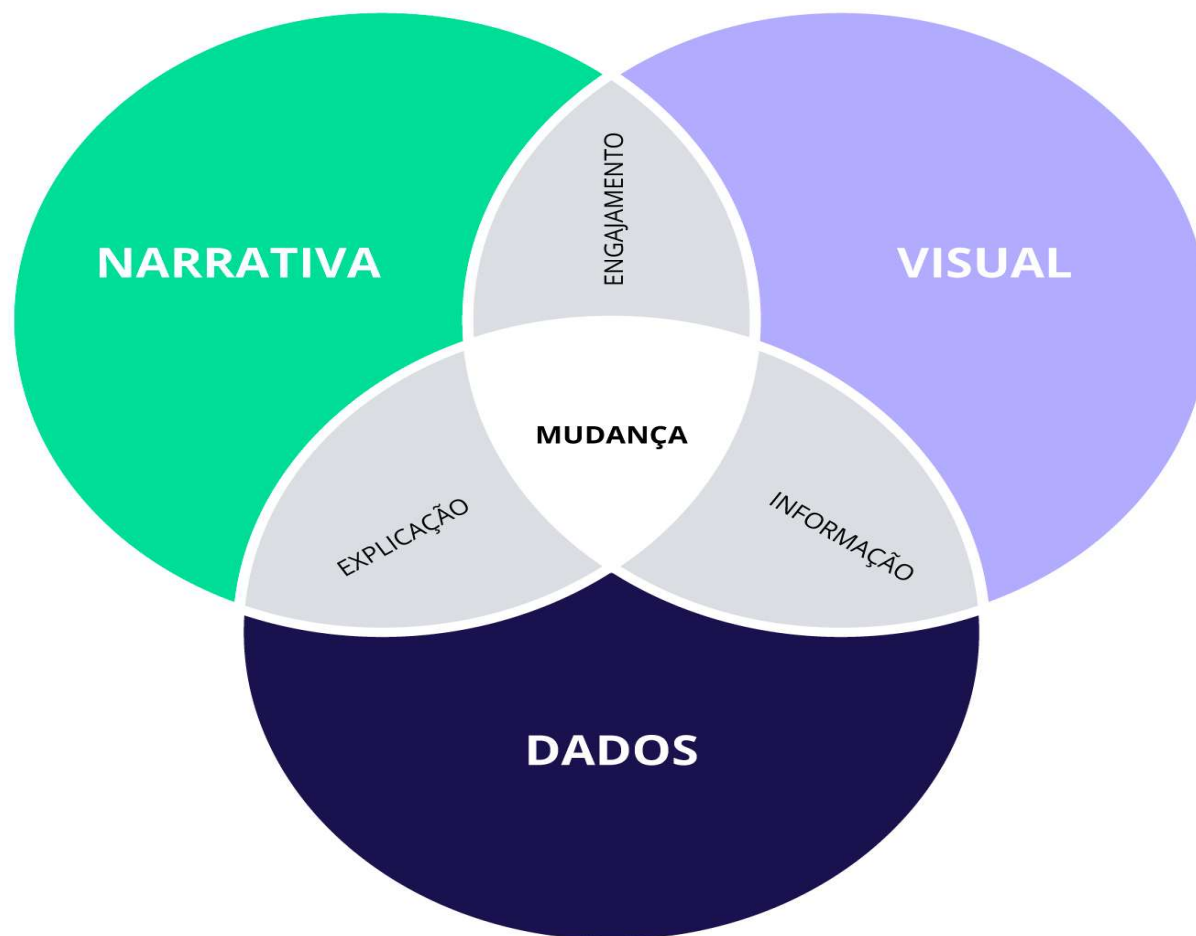 ENGAJAMENTO
NARRATIVA
VISUAL
MUDANÇA
EXPLICAÇÃO
INFORMAÇÃO
DADOS